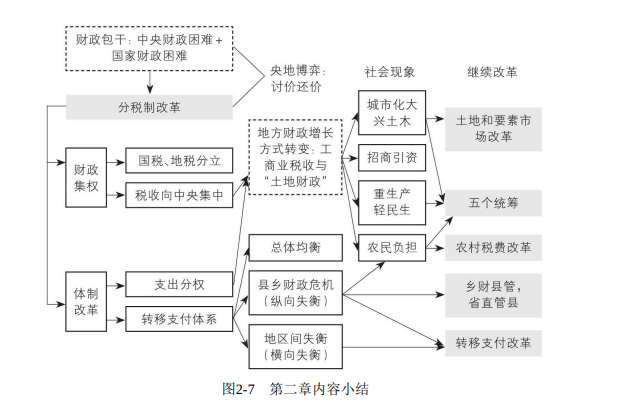 财政包干：中央财政困难+
国家财政困难
央地博弈：
讨价还价
社会现象
继续改革
分税制改革
城市化大
兴土木
土地和要素市
场改革
地方财政增长
方式转变：工
商业税收与
“土地财政”
财政
集权
国税、地税分立
税收向中央集中
招商引资
重生产
轻民生
五个统筹
总体均衡
农民负担
农村税费改革
体制
改革
支出分权
转移支付体系
县乡财政危机
（纵向失衡）
乡财县管，
省直管县
地区间失衡
（横向失衡）
转移支付改革
图2-7 第二章内容小结